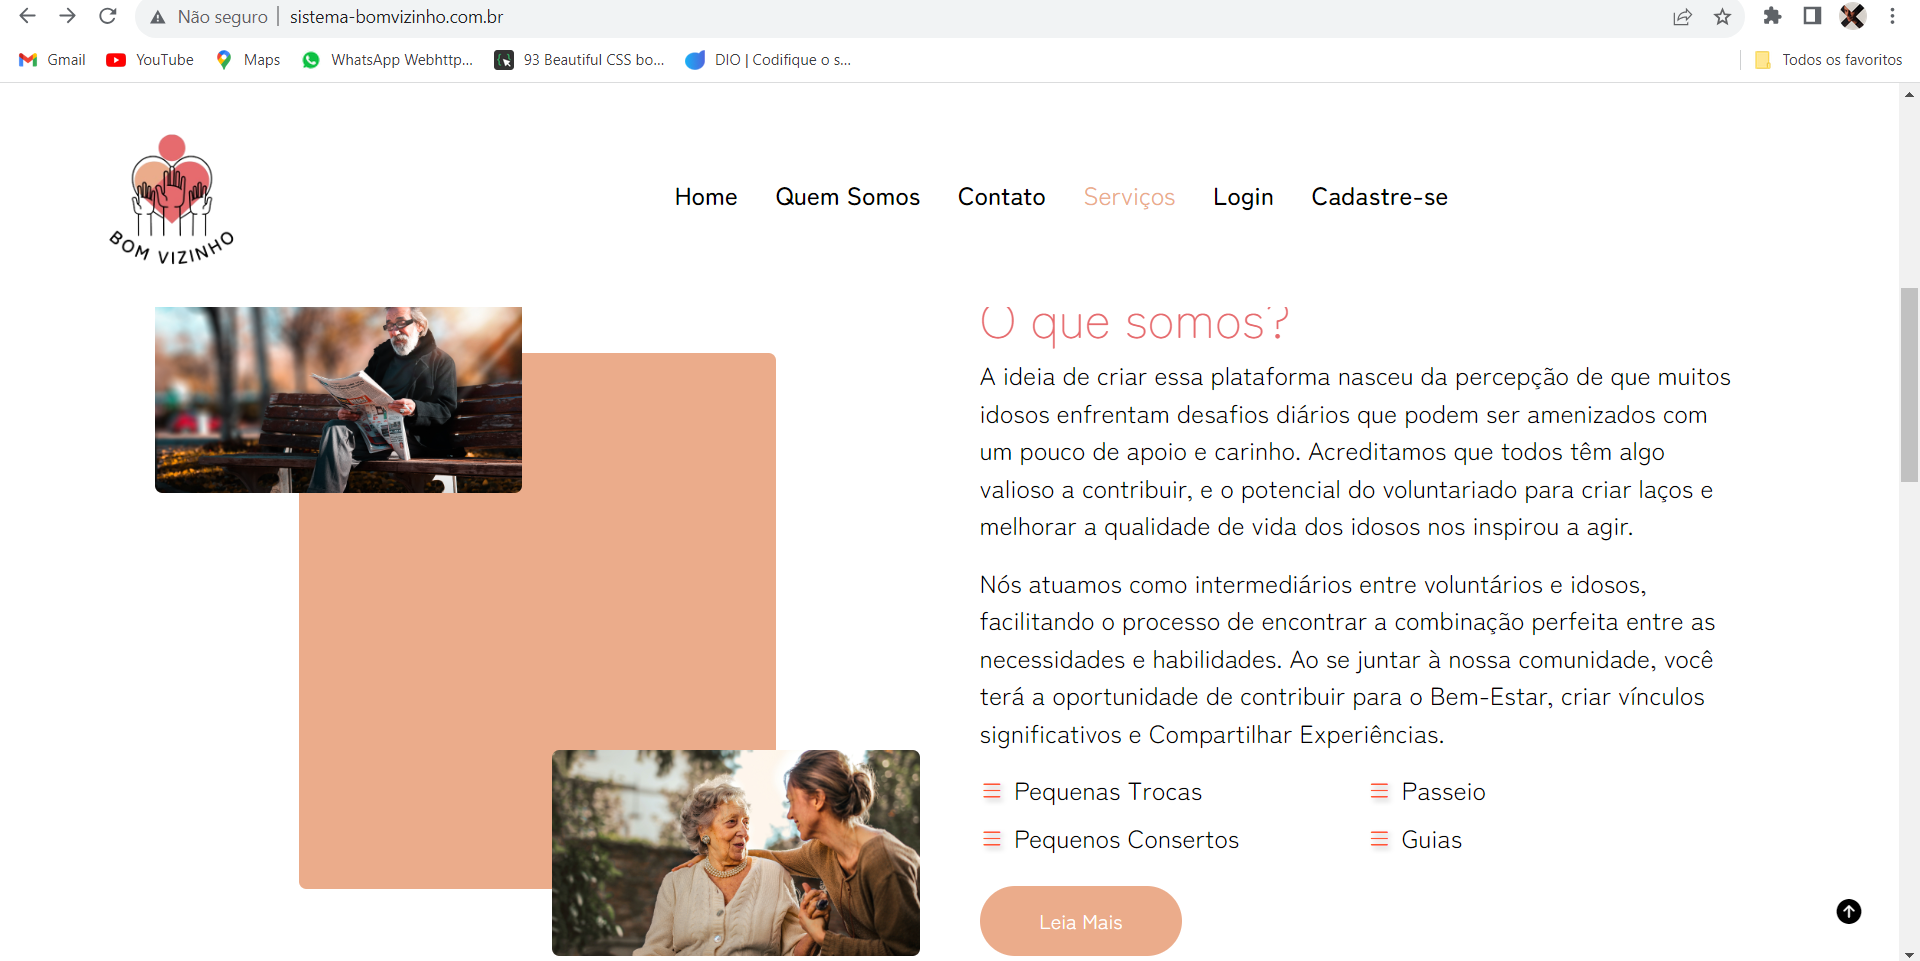 Não seguro | sistema-bomvizinho.com.br
Gmail YouTube Maps WhatsApp Webhttp... 93 Beautiful CSS bo... DIO | Codifique o s... Todos os favoritos
BOM VIZINHO
Home Quem Somos Contato Serviços Login Cadastre-se
O que somos?
A ideia de criar essa plataforma nasceu da percepção de que muitos
idosos enfrentam desafios diários que podem ser amenizados com
um pouco de apoio e carinho. Acreditamos que todos têm algo
valioso a contribuir, e o potencial do voluntariado para criar laços e
melhorar a qualidade de vida dos idosos nos inspirou a agir.
Nós atuamos como intermediários entre voluntários e idosos,
facilitando o processo de encontrar a combinação perfeita entre as
necessidades e habilidades. Ao se juntar à nossa comunidade, você
terá a oportunidade de contribuir para o Bem-Estar, criar vínculos
significativos e Compartilhar Experiências.
Pequenas Trocas Passeio
Pequenos Consertos Guias
Leia Mais